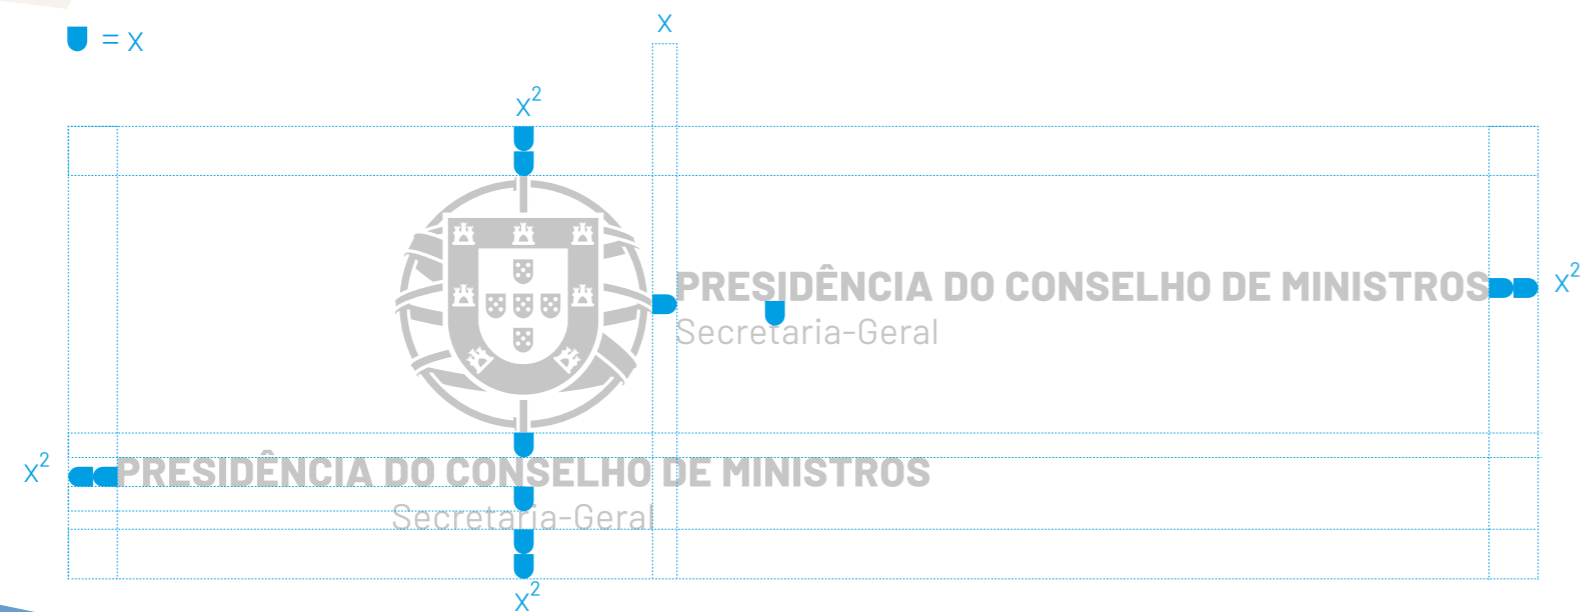 = x
x
x²
PRESIDÊNCIA DO CONSELHO DE MINISTROS
x²
Secretaria-Geral
x²
PRESIDÊNCIA DO CONSELHO DE MINISTROS
Secretaria-Geral
x²